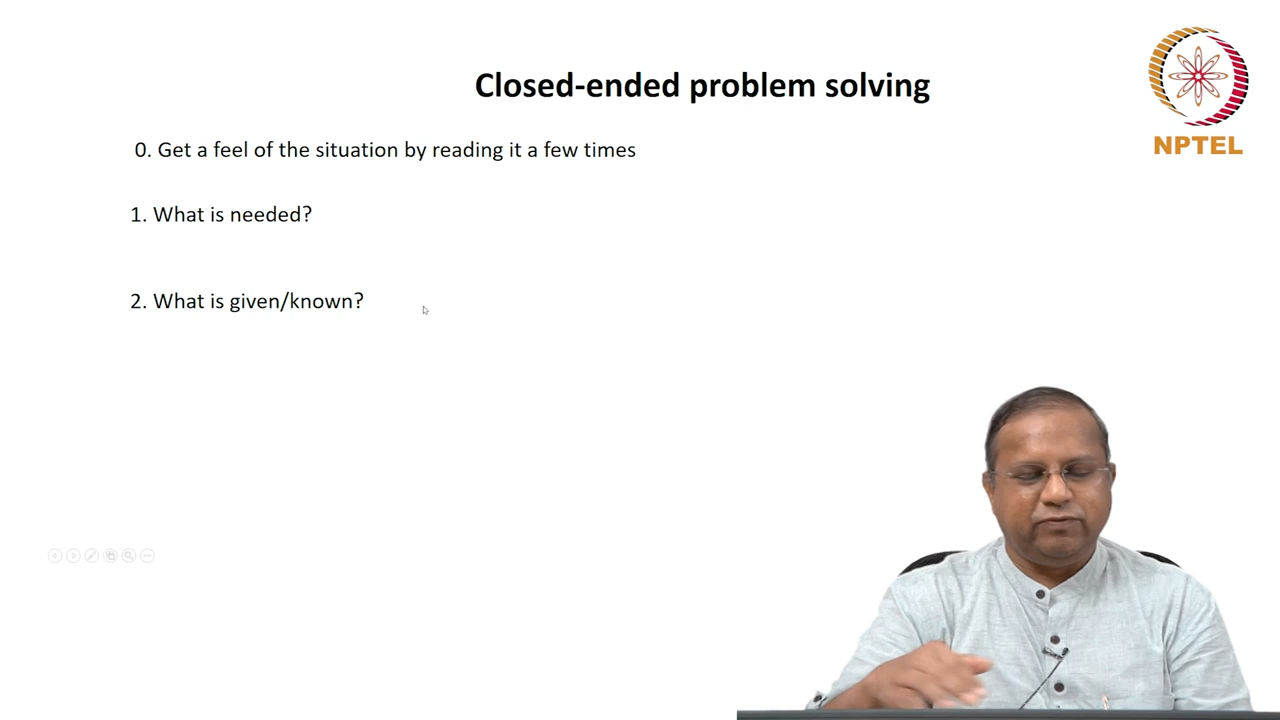 Closed-ended problem solving
NPTEL
0. Get a feel of the situation by reading it a few times
1. What is needed?
2. What is given/known?